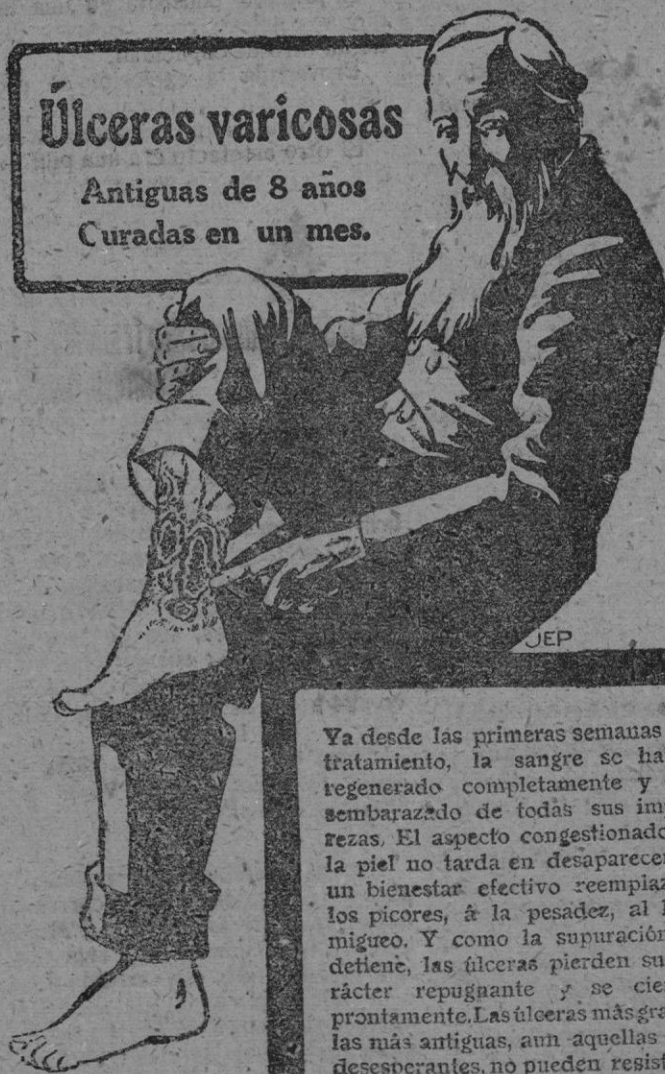 Úlceras varicosas
Antiguas de 8 años
Curadas en un mes.
JEP
Ya desde las primeras semanas
tratamiento, la sangre se ha
regenerado completamente y
sembarazado de todas sus im
rezas. El aspecto congestionado
la piel no tarda en desaparecer
un bienestar efectivo reemplaz
los picores, á la pesadez, al
migueo. Y como la supuración
detiene, las úlceras pierden su
rácter repugnante y se cie
prontamente. Las úlceras más gra
las más antiguas, aun aquellas
desesperantes, no pueden resist